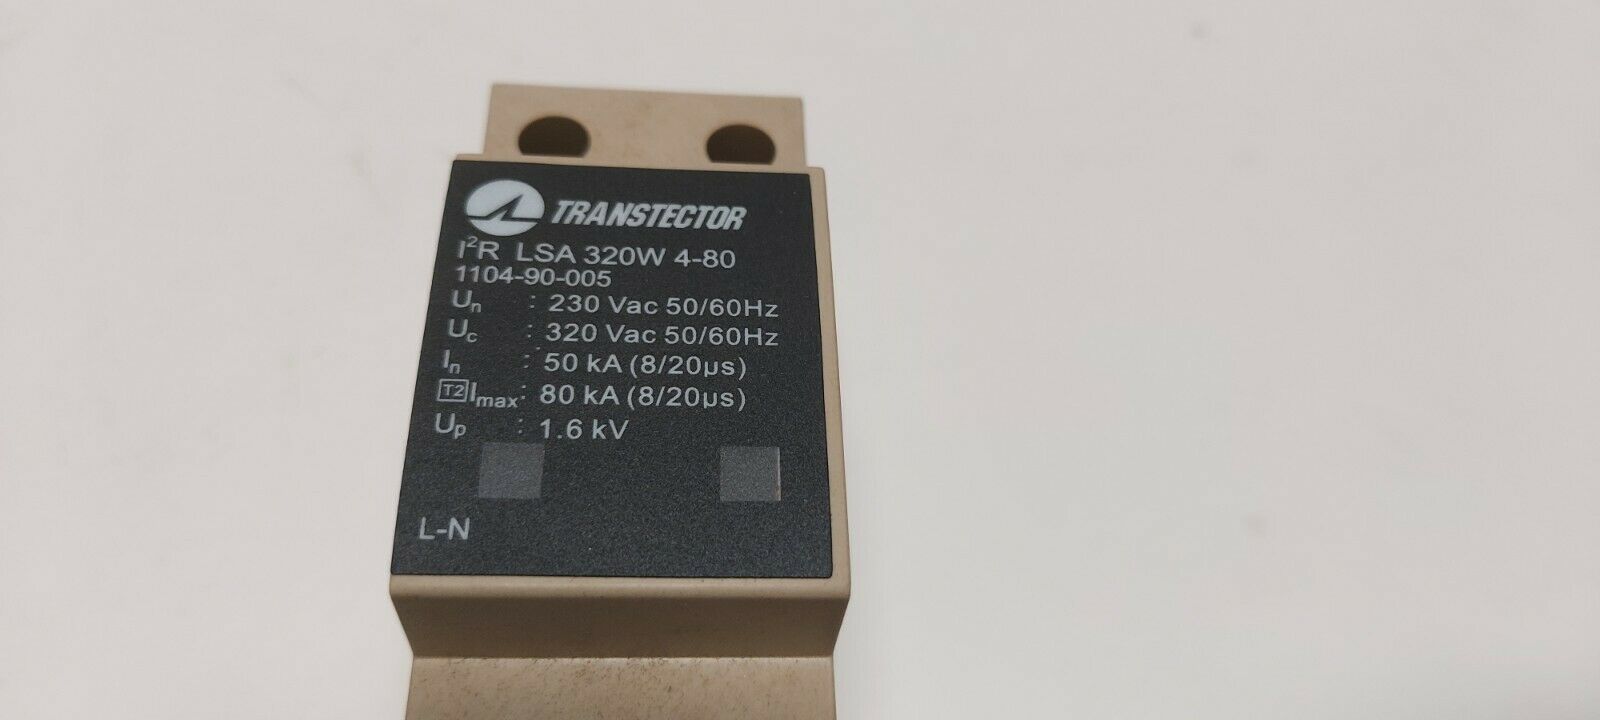 TRANSTECTOR
I²R LSA 320W 4-80
1104-90-005
Un : 230 Vac 50/60Hz
Uc : 320 Vac 50/60Hz
In : 50 kA (8/20µs)
T2 Imax: 80 kA (8/20µs)
Up : 1.6 kV
L-N